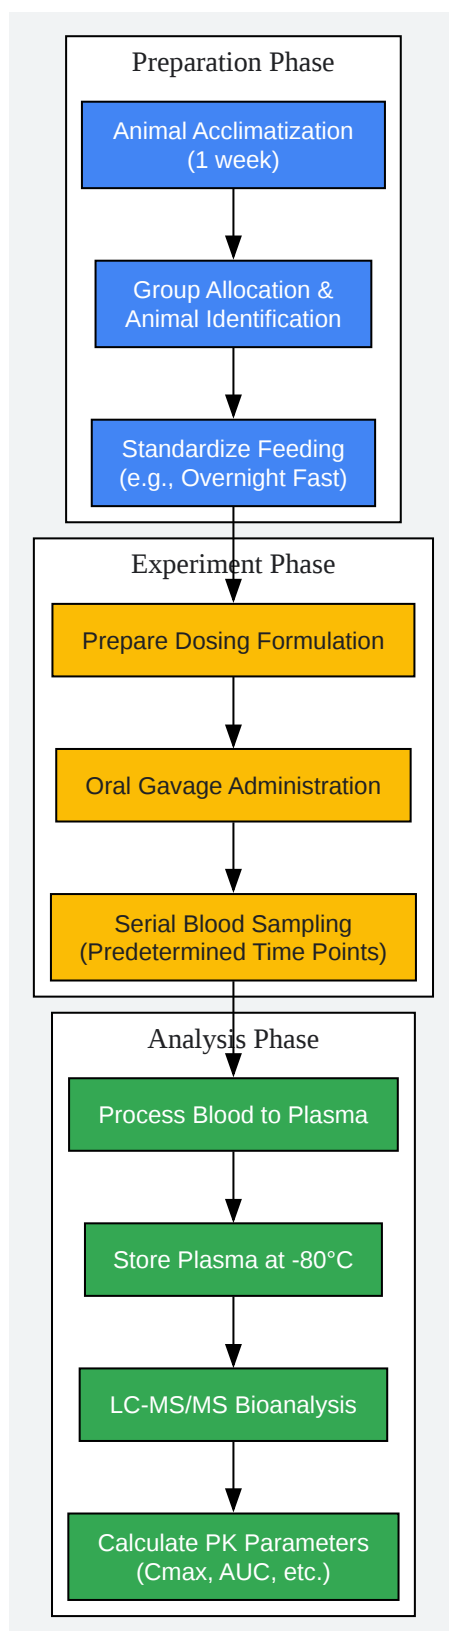 Preparation Phase
Animal Acclimatization
(1 week)
Group Allocation &
Animal Identification
Standardize Feeding
(e.g., Overnight Fast)
Experiment Phase
Prepare Dosing Formulation
Oral Gavage Administration
Serial Blood Sampling
(Predetermined Time Points)
Analysis Phase
Process Blood to Plasma
Store Plasma at -80°C
LC-MS/MS Bioanalysis
Calculate PK Parameters
(Cmax, AUC, etc.)